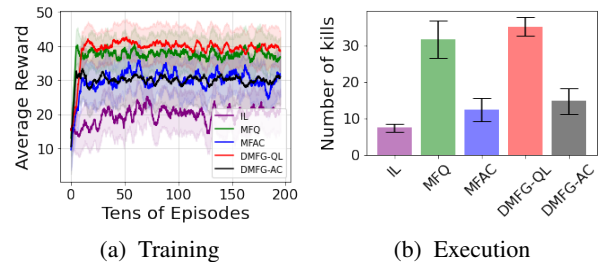 50
40
30
20
10
0
50
100
150
200
Average Reward
Tens of Episodes
IL
MFQ
MFAC
DMFG-QL
DMFG-AC
(a) Training
30
20
10
0
Number of kills
IL
MFQ
MFAC
DMFG-QL
DMFG-AC
(b) Execution